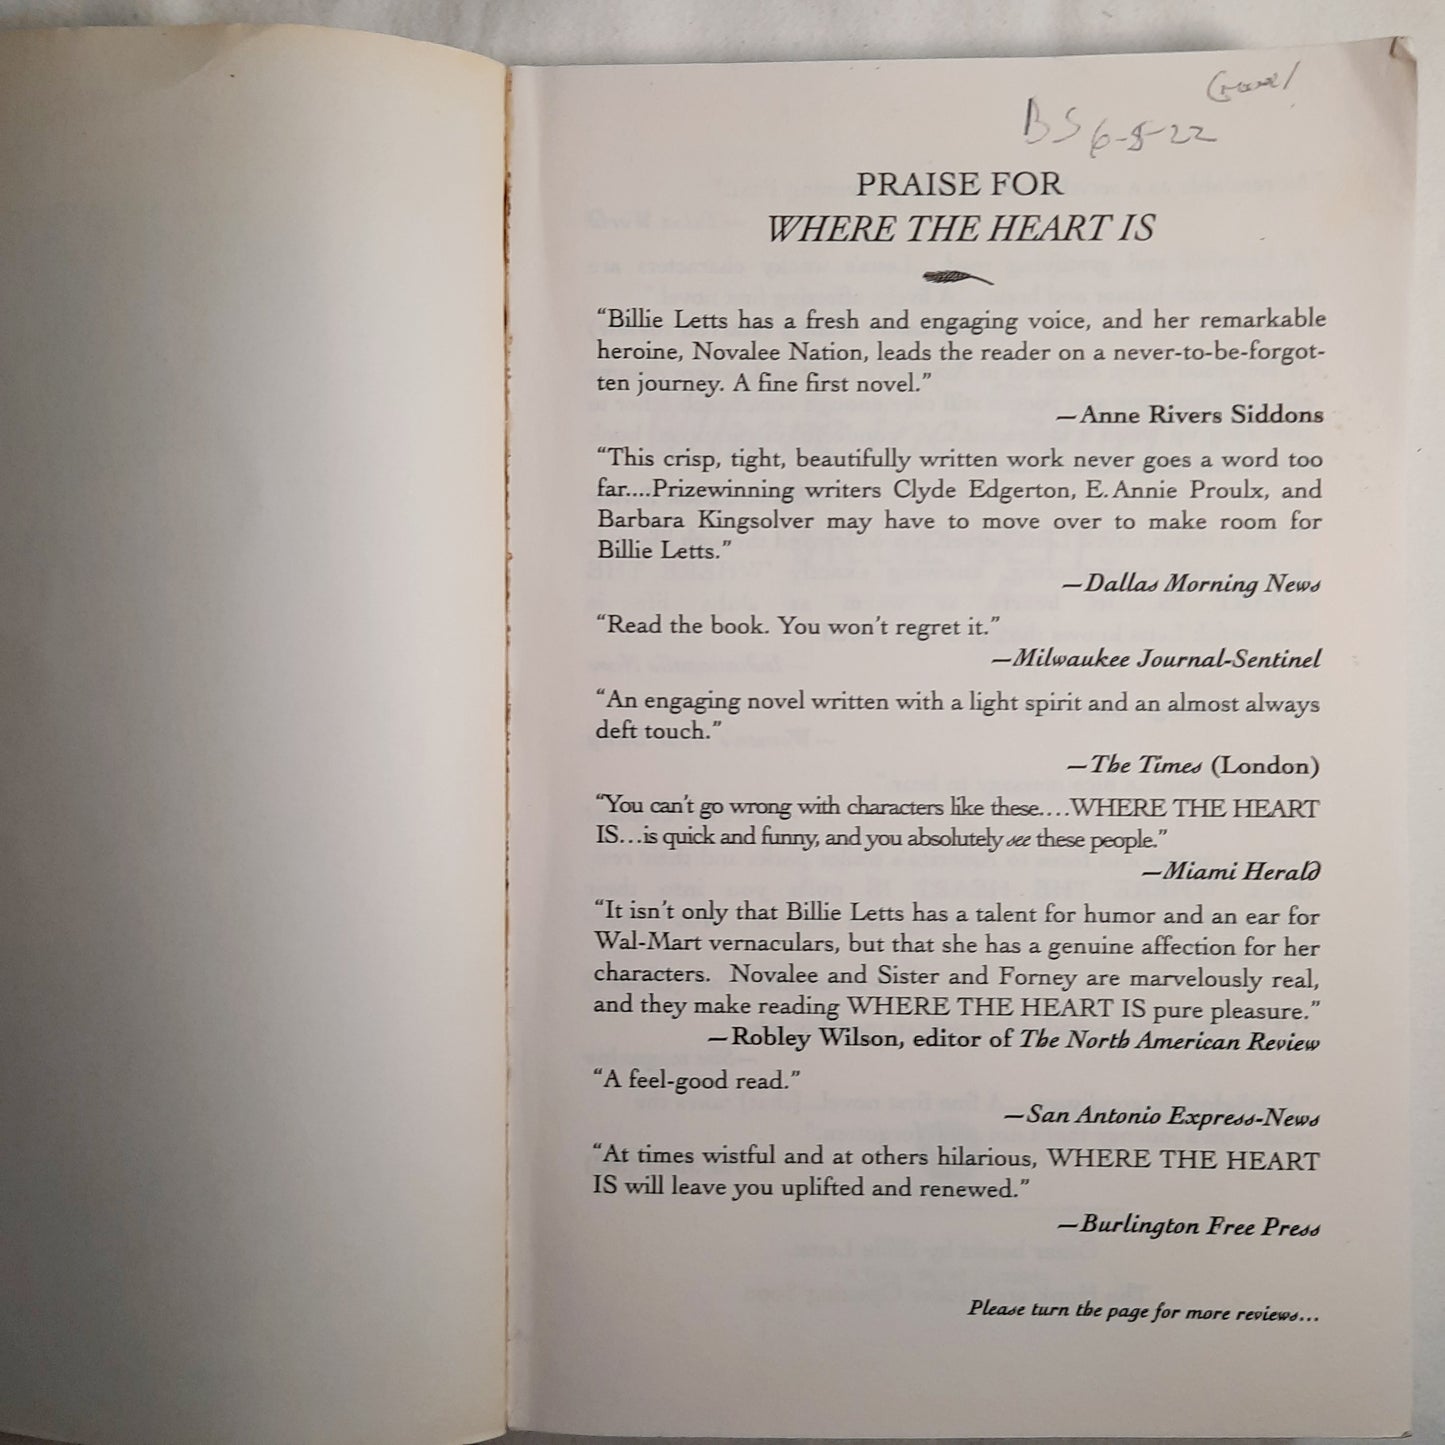 BS 6-8-22
PRAISE FOR
WHERE THE HEART IS
“Billie Letts has a fresh and engaging voice, and her remarkable
heroine, Novalee Nation, leads the reader on a never-to-be-forgot-
ten journey. A fine first novel.”
—Anne Rivers Siddons
“This crisp, tight, beautifully written work never goes a word too
far....Prizewinning writers Clyde Edgerton, E. Annie Proulx, and
Barbara Kingsolver may have to move over to make room for
Billie Letts.”
—Dallas Morning News
“Read the book. You won’t regret it.”
—Milwaukee Journal-Sentinel
“An engaging novel written with a light spirit and an almost always
deft touch.”
—The Times (London)
“You can’t go wrong with characters like these....WHERE THE HEART
IS...is quick and funny, and you absolutely see these people.”
—Miami Herald
“It isn’t only that Billie Letts has a talent for humor and an ear for
Wal-Mart vernaculars, but that she has a genuine affection for her
characters. Novalee and Sister and Forney are marvelously real,
and they make reading WHERE THE HEART IS pure pleasure.”
—Robley Wilson, editor of The North American Review
“A feel-good read.”
—San Antonio Express-News
“At times wistful and at others hilarious, WHERE THE HEART
IS will leave you uplifted and renewed.”
—Burlington Free Press
Please turn the page for more reviews...